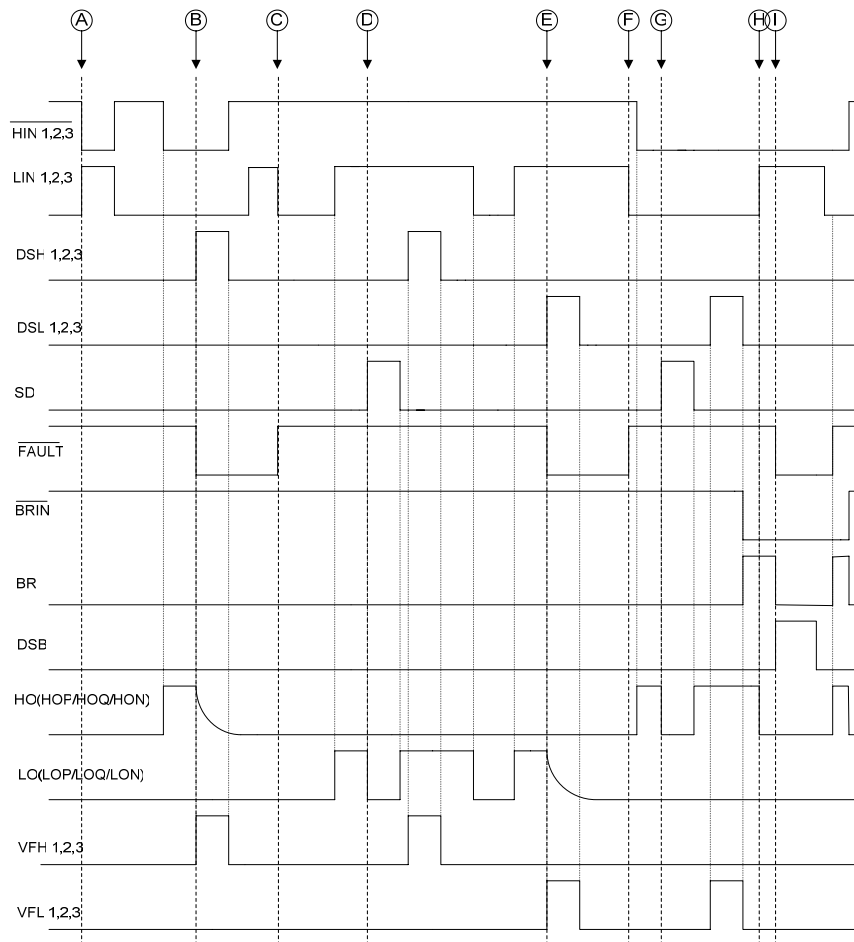 A B C D E F G H I
HIN 1,2,3
LIN 1,2,3
DSH 1,2,3
DSL 1,2,3
SD
FAULT
BRIN
BR
DSB
HO(HOP/HOQ/HON)
LO(LOP/LOQ/LON)
VFH 1,2,3
VFL 1,2,3